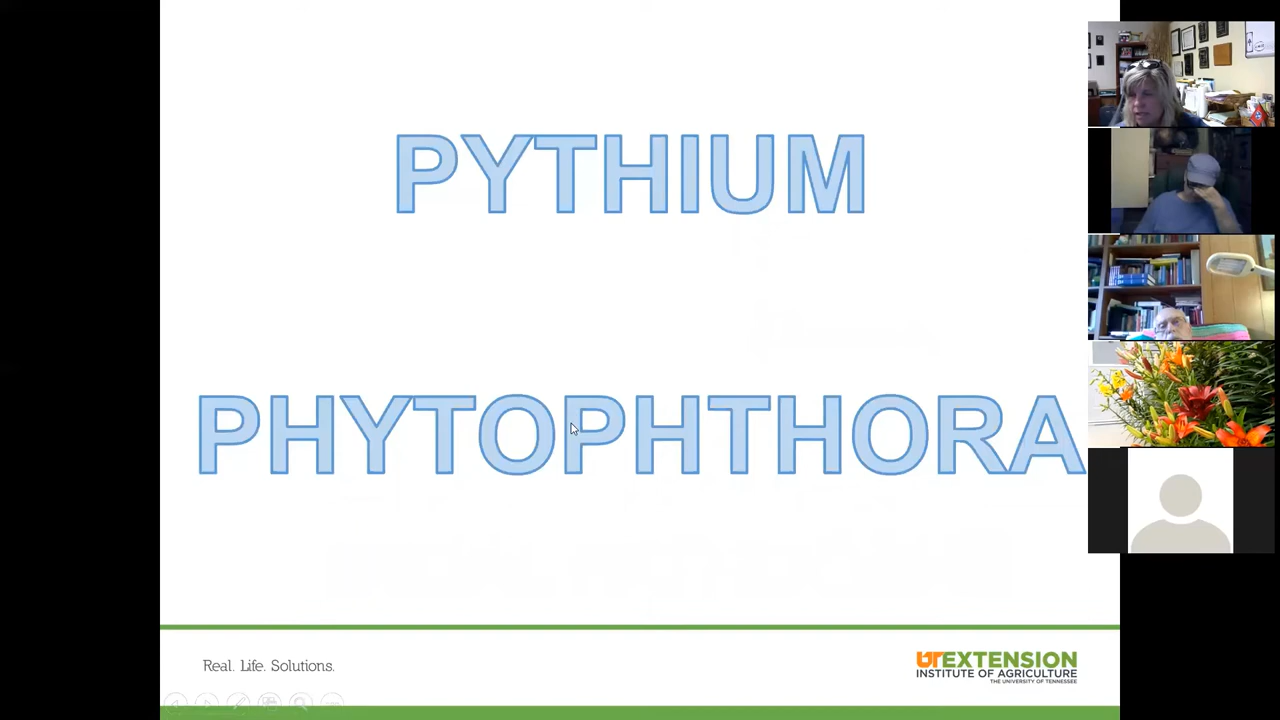 PYTHIUM
PHYTOPHTHORA
Real. Life. Solutions.
UTEXTENSION
INSTITUTE OF AGRICULTURE
THE UNIVERSITY OF TENNESSEE